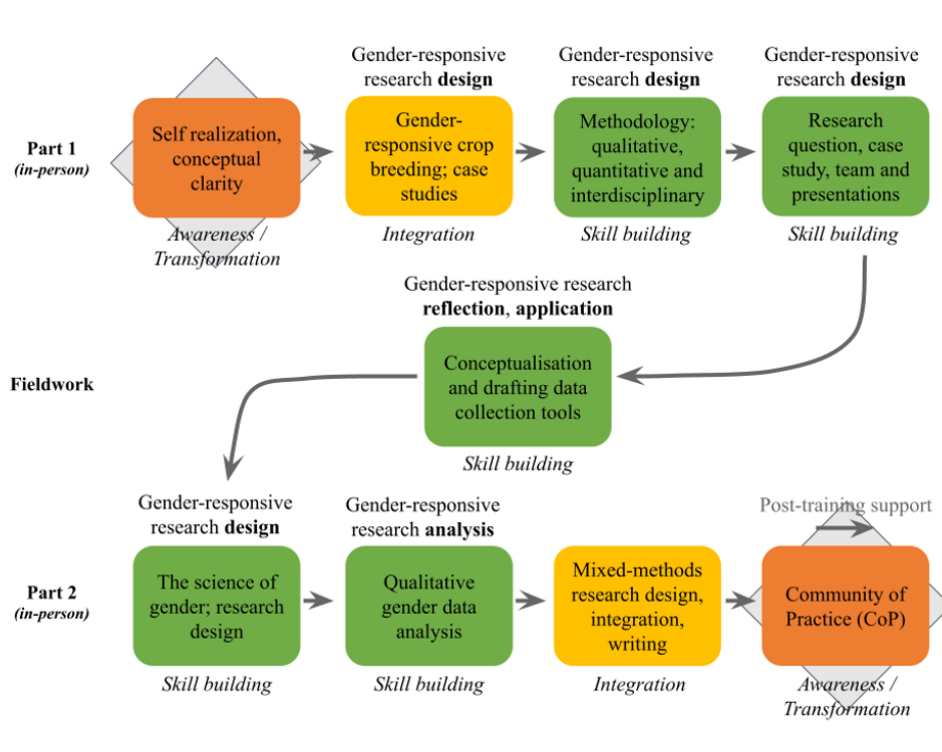 Gender-responsive
research design
Gender-responsive
research design
Gender-responsive
research design
Part 1
(in-person)
Self realization,
conceptual
clarity
Gender-
responsive crop
breeding; case
studies
Methodology:
qualitative,
quantitative and
interdisciplinary
Research
question, case
study, team and
presentations
Awareness /
Transformation
Integration
Skill building
Skill building
Gender-responsive research
reflection, application
Fieldwork
Conceptualisation
and drafting data
collection tools
Skill building
Gender-responsive
research design
Gender-responsive
research analysis
Post-training support
Part 2
(in-person)
The science of
gender; research
design
Qualitative
gender data
analysis
Mixed-methods
research design,
integration,
writing
Community of
Practice (CoP)
Skill building
Skill building
Integration
Awareness /
Transformation